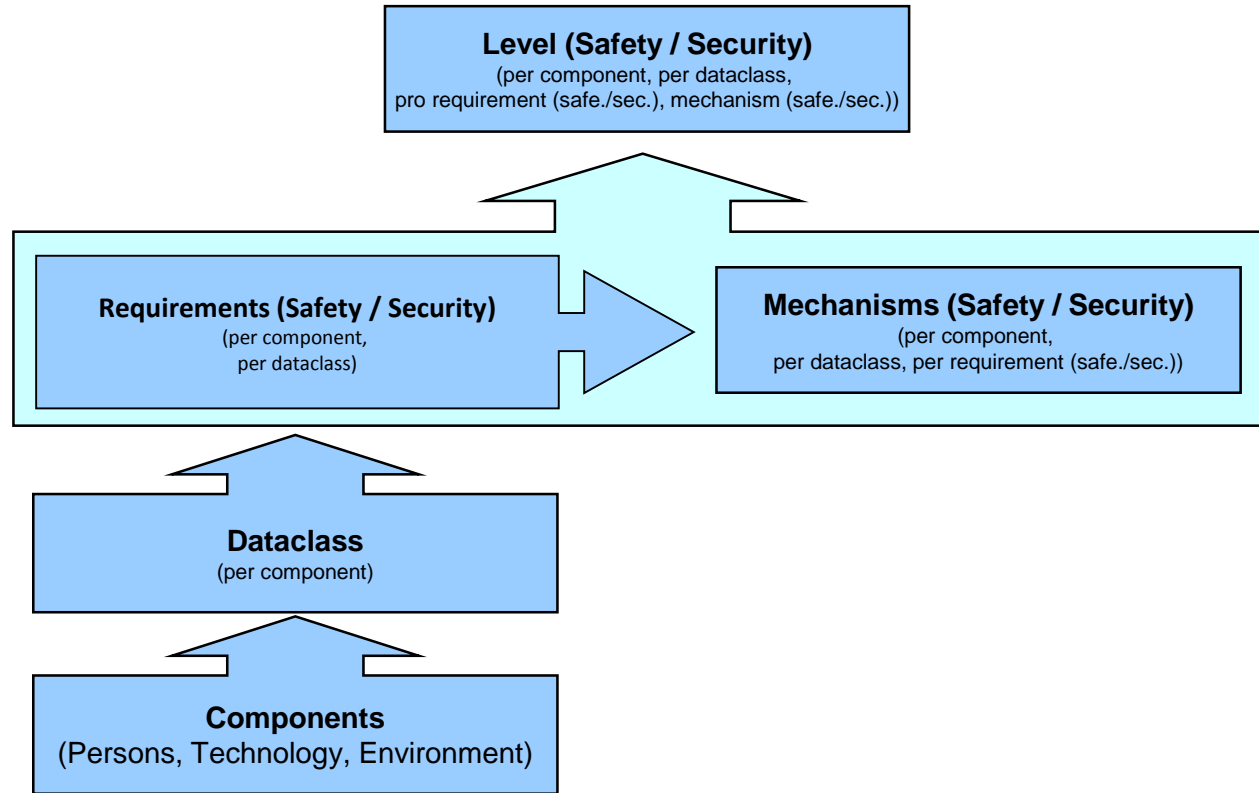 Level (Safety / Security)
(per component, per dataclass,
pro requirement (safe./sec.), mechanism (safe./sec.))
Requirements (Safety / Security)
(per component,
per dataclass)
Mechanisms (Safety / Security)
(per component,
per dataclass, per requirement (safe./sec.))
Dataclass
(per component)
Components
(Persons, Technology, Environment)